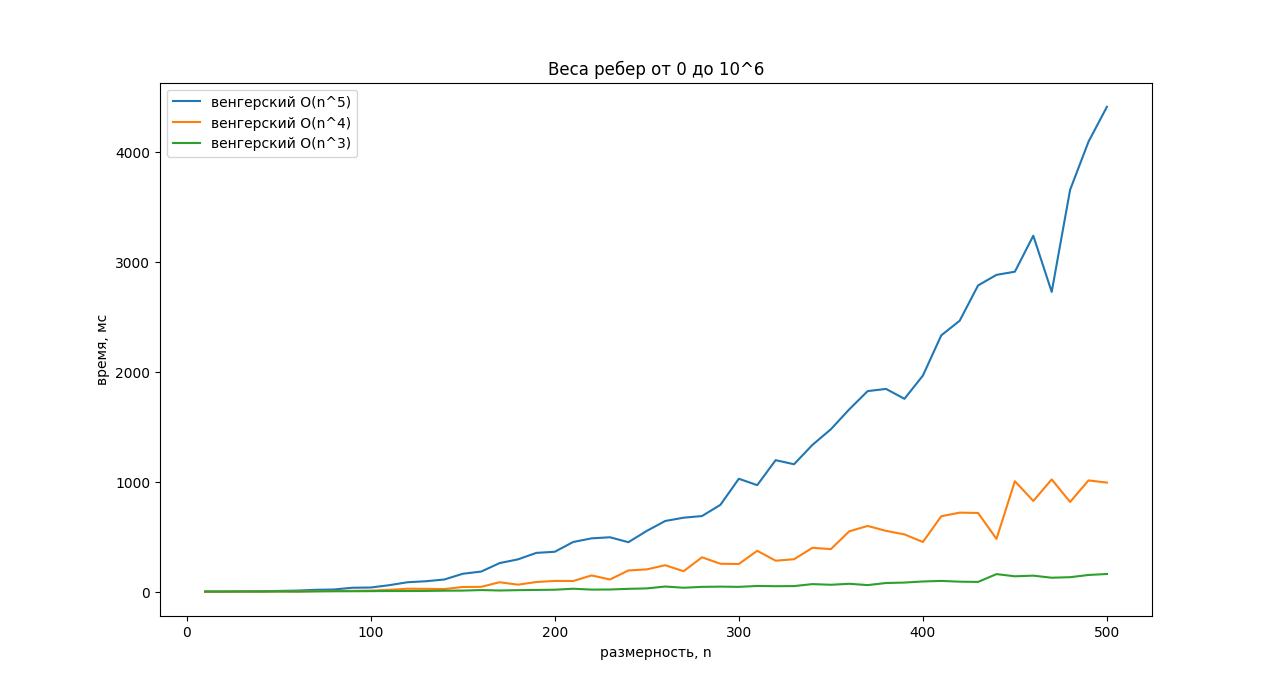 Веса ребер от 0 до 10^6
венгерский O(n^5)
венгерский O(n^4)
венгерский O(n^3)
4000
3000
2000
1000
0
время, мс
0 100 200 300 400 500
размерность, n